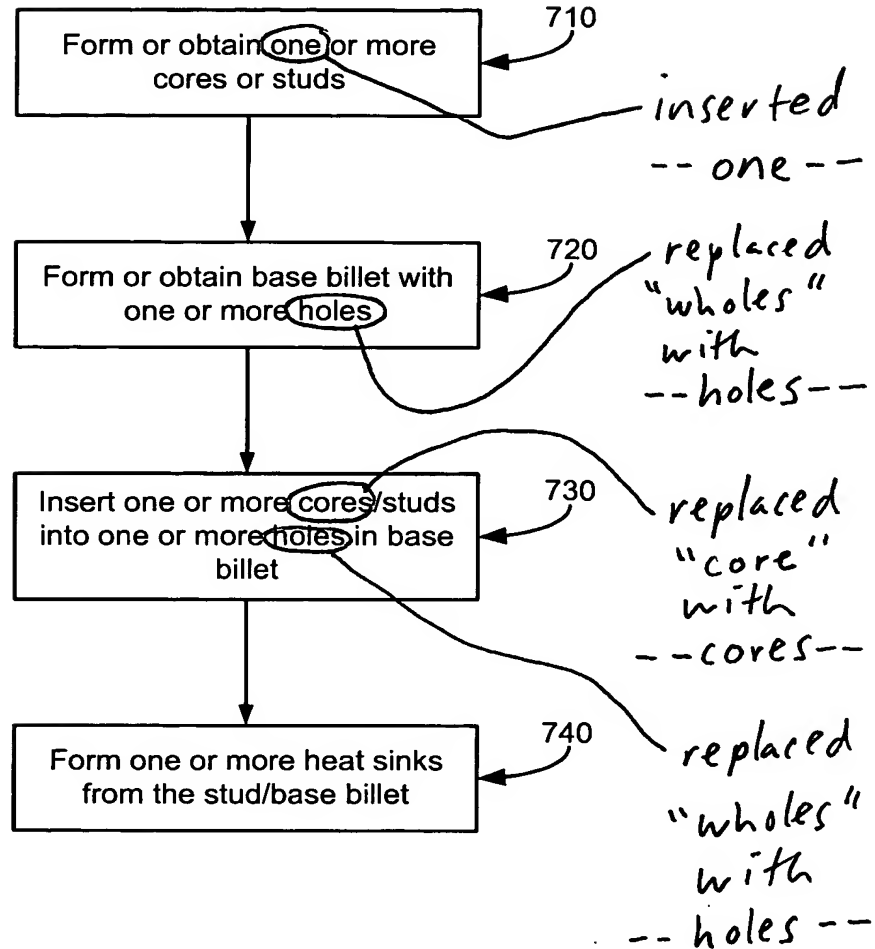 710
Form or obtain one or more
cores or studs
inserted
-- one --
720
Form or obtain base billet with
one or more holes
replaced
"wholes"
with
--holes--
730
Insert one or more cores/studs
into one or more holes in base
billet
replaced
"core"
with
--cores--
740
Form one or more heat sinks
from the stud/base billet
replaced
"wholes"
with
-- holes --